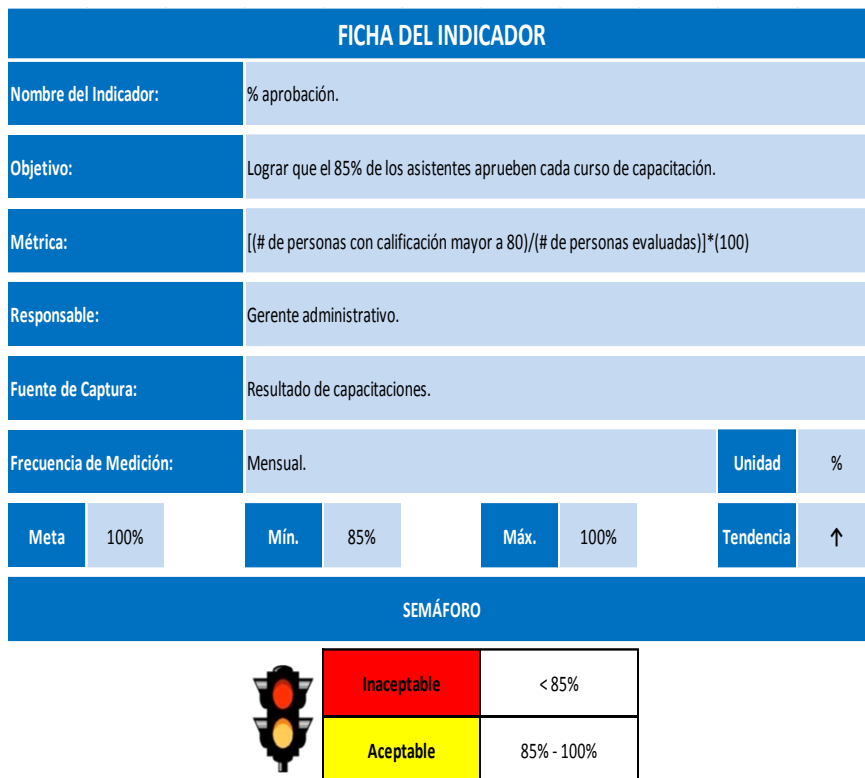 FICHA DEL INDICADOR
Nombre del Indicador: % aprobación.
Objetivo: Lograr que el 85% de los asistentes aprueben cada curso de capacitación.
Métrica: [(# de personas con calificación mayor a 80)/(# de personas evaluadas)]*(100)
Responsable: Gerente administrativo.
Fuente de Captura: Resultado de capacitaciones.
Frecuencia de Medición: Mensual. Unidad %
Meta 100% Mín. 85% Máx. 100% Tendencia ↑
SEMÁFORO
Inaceptable < 85%
Aceptable 85% - 100%